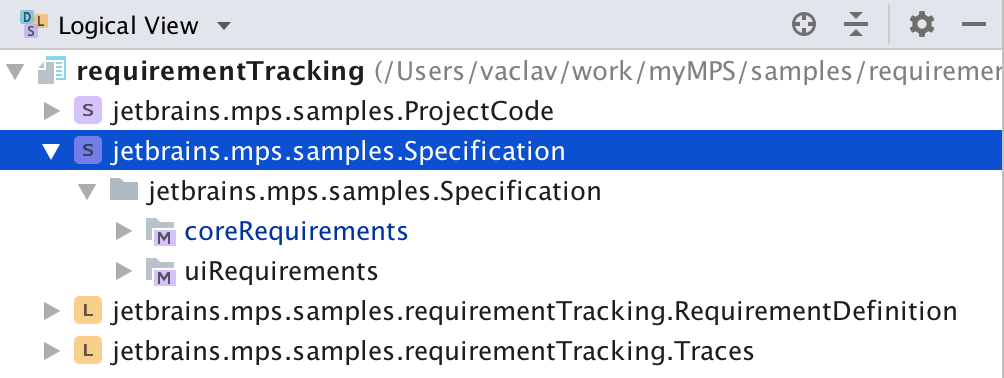 Logical View
requirementTracking (/Users/vaclav/work/myMPS/samples/requiremen
S jetbrains.mps.samples.ProjectCode
S jetbrains.mps.samples.Specification
jetbrains.mps.samples.Specification
M coreRequirements
M uiRequirements
L jetbrains.mps.samples.requirementTracking.RequirementDefinition
L jetbrains.mps.samples.requirementTracking.Traces